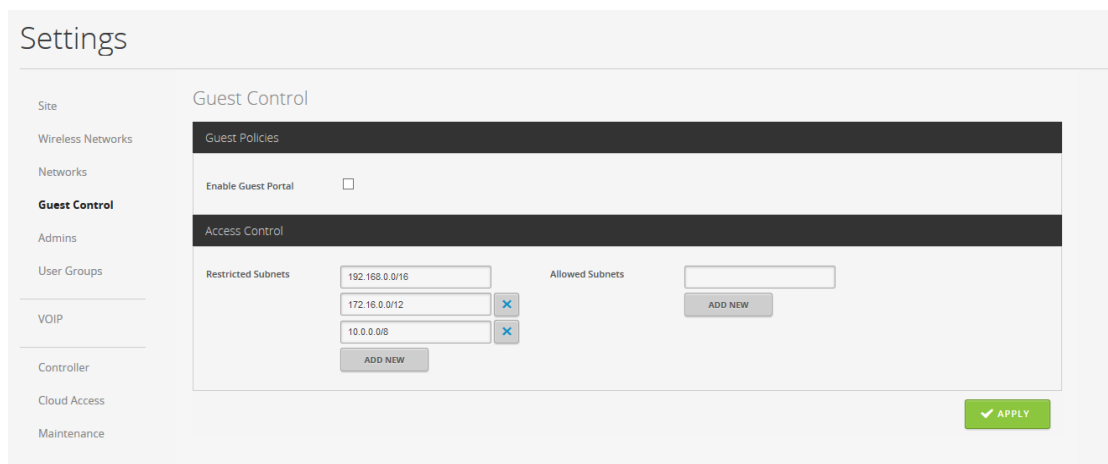 Settings
Site
Wireless Networks
Networks
Guest Control
Admins
User Groups
VOIP
Controller
Cloud Access
Maintenance
Guest Control
Guest Policies
Enable Guest Portal
Access Control
Restricted Subnets
192.168.0.0/16
172.16.0.0/12
10.0.0.0/8
ADD NEW
Allowed Subnets
ADD NEW
APPLY